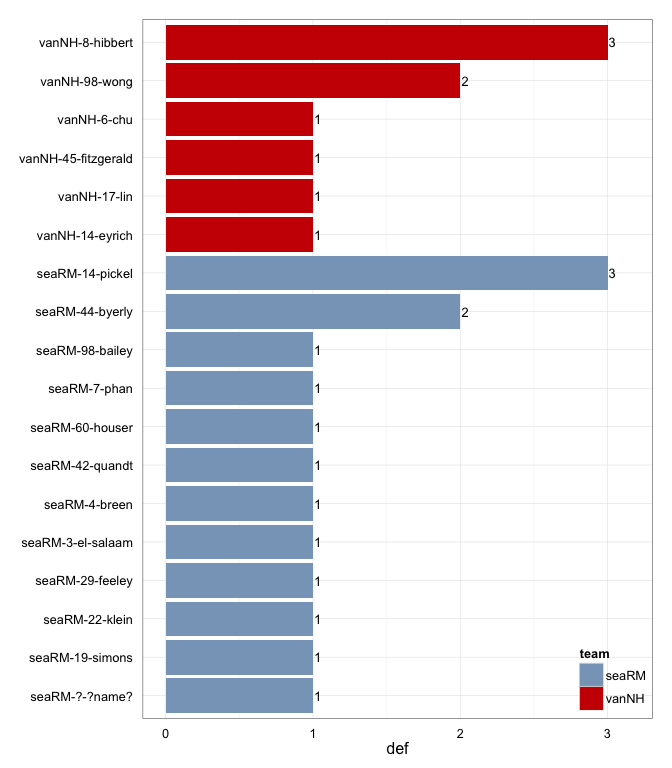 vanNH-8-hibbert 3
vanNH-98-wong 2
vanNH-6-chu 1
vanNH-45-fitzgerald 1
vanNH-17-lin 1
vanNH-14-eyrich 1
seaRM-14-pickel 3
seaRM-44-byerly 2
seaRM-98-bailey 1
seaRM-7-phan 1
seaRM-60-houser 1
seaRM-42-quandt 1
seaRM-4-breen 1
seaRM-3-el-salaam 1
seaRM-29-feeley 1
seaRM-22-klein 1
seaRM-19-simons 1
seaRM-?-?name? 1
team
seaRM
vanNH
0 1 2 3
def